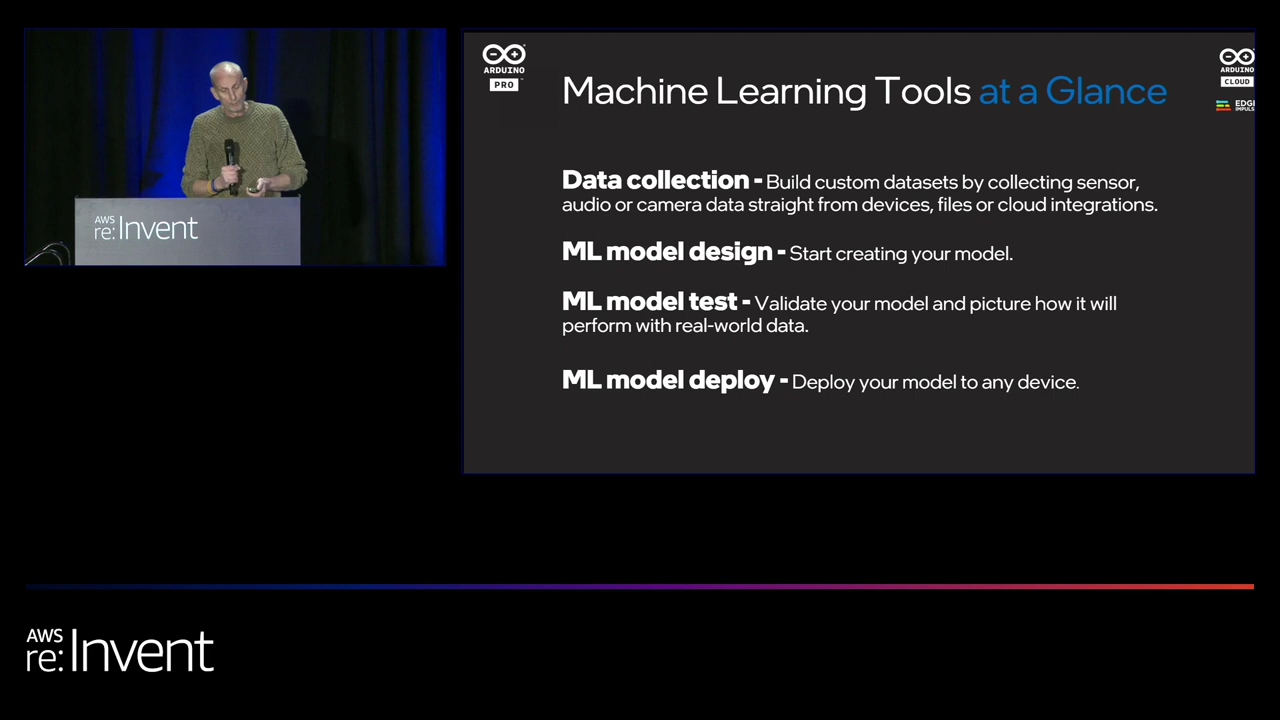 AWS
re:Invent
ARDUINO
PRO
Machine Learning Tools at a Glance
ARDUINO
CLOUD
Data collection - Build custom datasets by collecting sensor,
audio or camera data straight from devices, files or cloud integrations.
ML model design - Start creating your model.
ML model test - Validate your model and picture how it will
perform with real-world data.
ML model deploy - Deploy your model to any device.
AWS
re:Invent